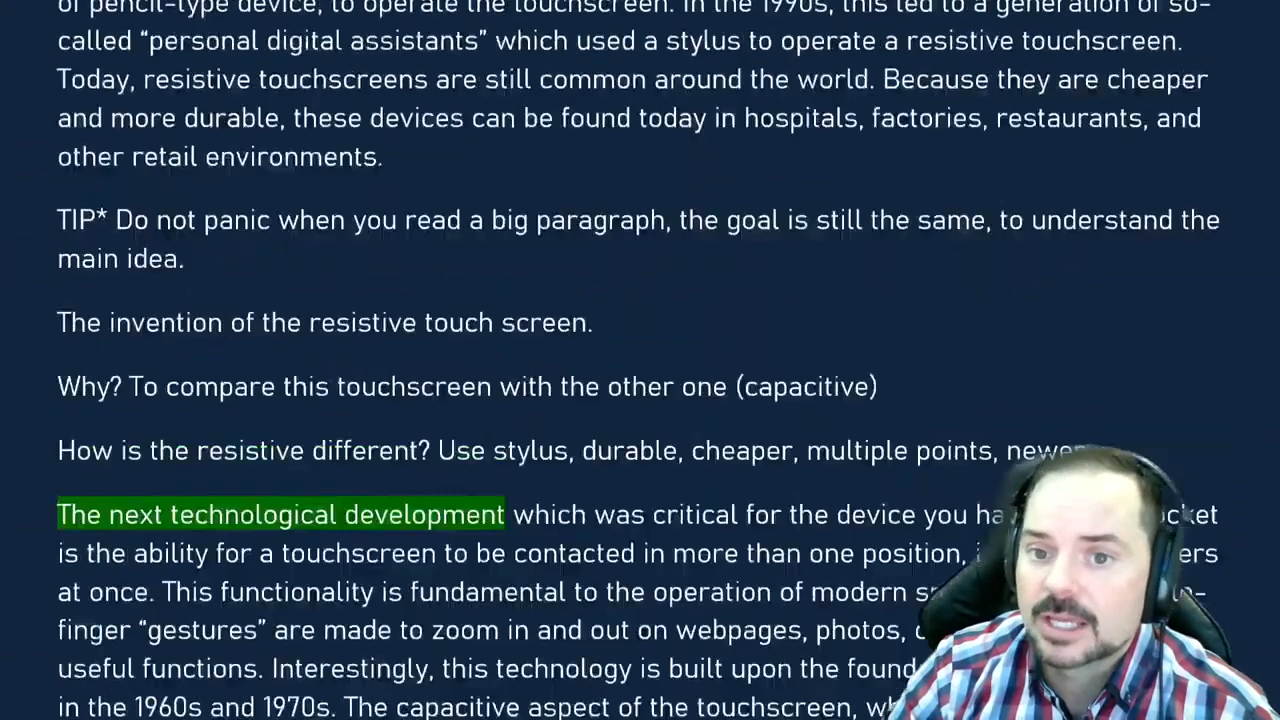 of pencil-type device, to operate the touchscreen. In the 1990s, this led to a generation of so-
called “personal digital assistants” which used a stylus to operate a resistive touchscreen.
Today, resistive touchscreens are still common around the world. Because they are cheaper
and more durable, these devices can be found today in hospitals, factories, restaurants, and
other retail environments.
TIP* Do not panic when you read a big paragraph, the goal is still the same, to understand the
main idea.
The invention of the resistive touch screen.
Why? To compare this touchscreen with the other one (capacitive)
How is the resistive different? Use stylus, durable, cheaper, multiple points, newer
The next technological development which was critical for the device you
is the ability for a touchscreen to be contacted in more than one position,
at once. This functionality is fundamental to the operation of modern
finger “gestures” are made to zoom in and out on webpages, photos,
useful functions. Interestingly, this technology is built upon the
in the 1960s and 1970s. The capacitive aspect of the touchscreen,